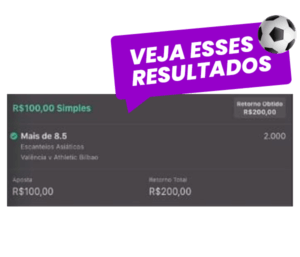 VEJA ESSES
RESULTADOS
R$100,00 Simples
Retorno Obtido
R$200,00
Mais de 8.5
2.000
Escanteios Asiáticos
Valência v Athletic Bilbao
Aposta
Retorno Total
R$100,00
R$200,00